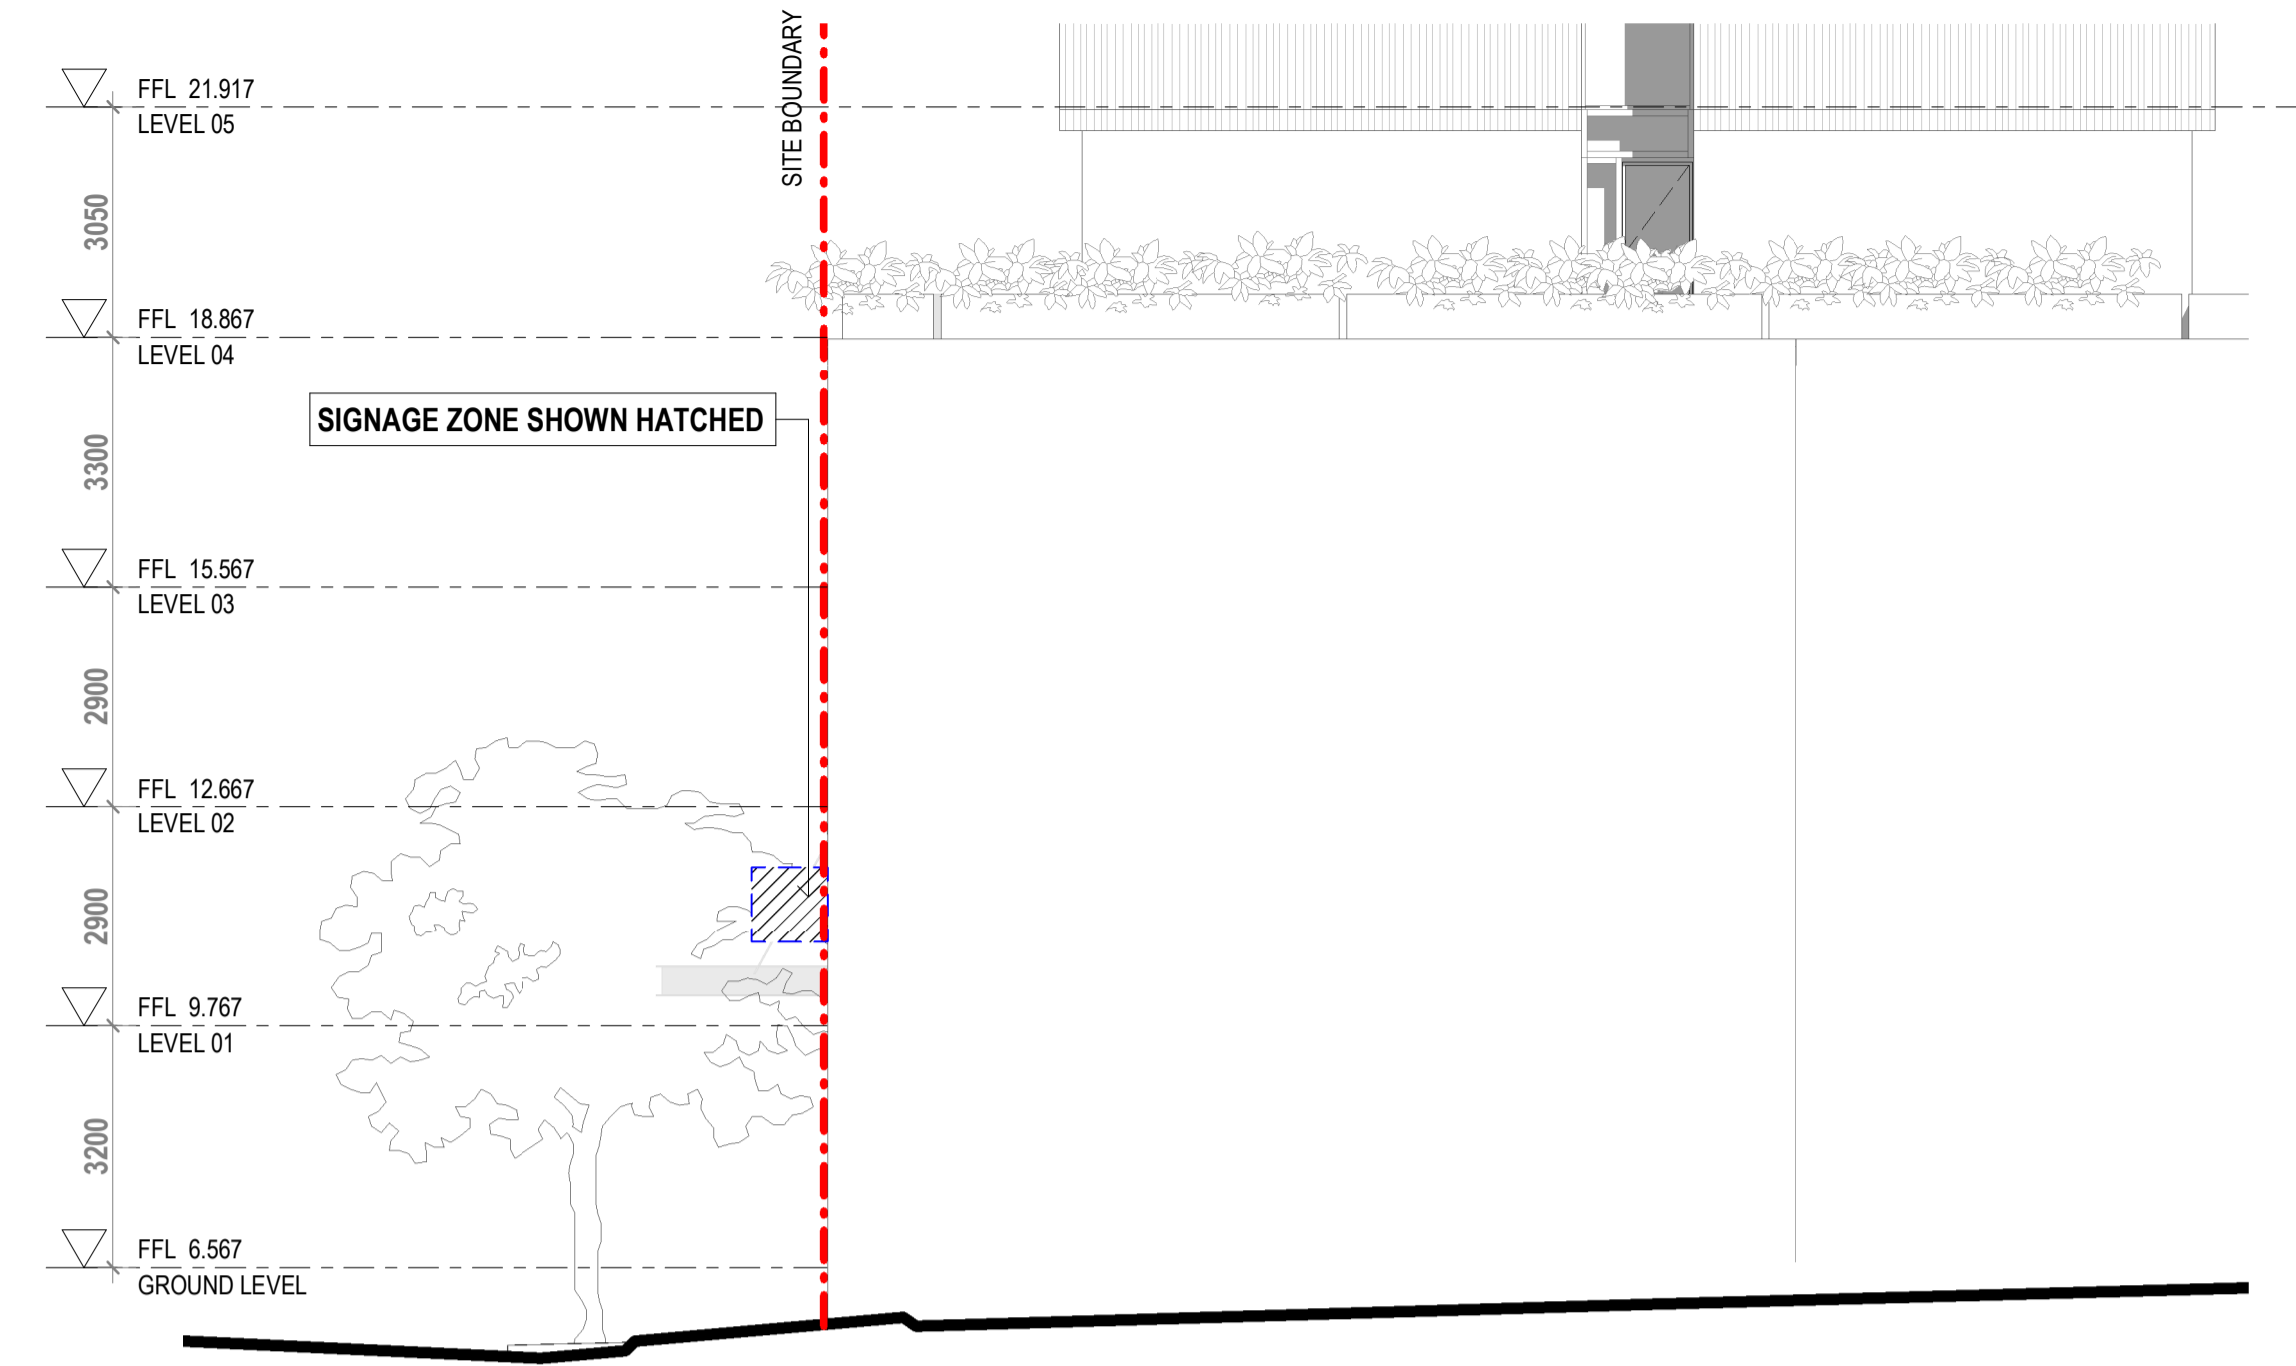 SITE BOUNDARY
FFL 21.917
LEVEL 05
3050
FFL 18.867
LEVEL 04
SIGNAGE ZONE SHOWN HATCHED
3300
FFL 15.567
LEVEL 03
2900
FFL 12.667
LEVEL 02
2900
FFL 9.767
LEVEL 01
3200
FFL 6.567
GROUND LEVEL